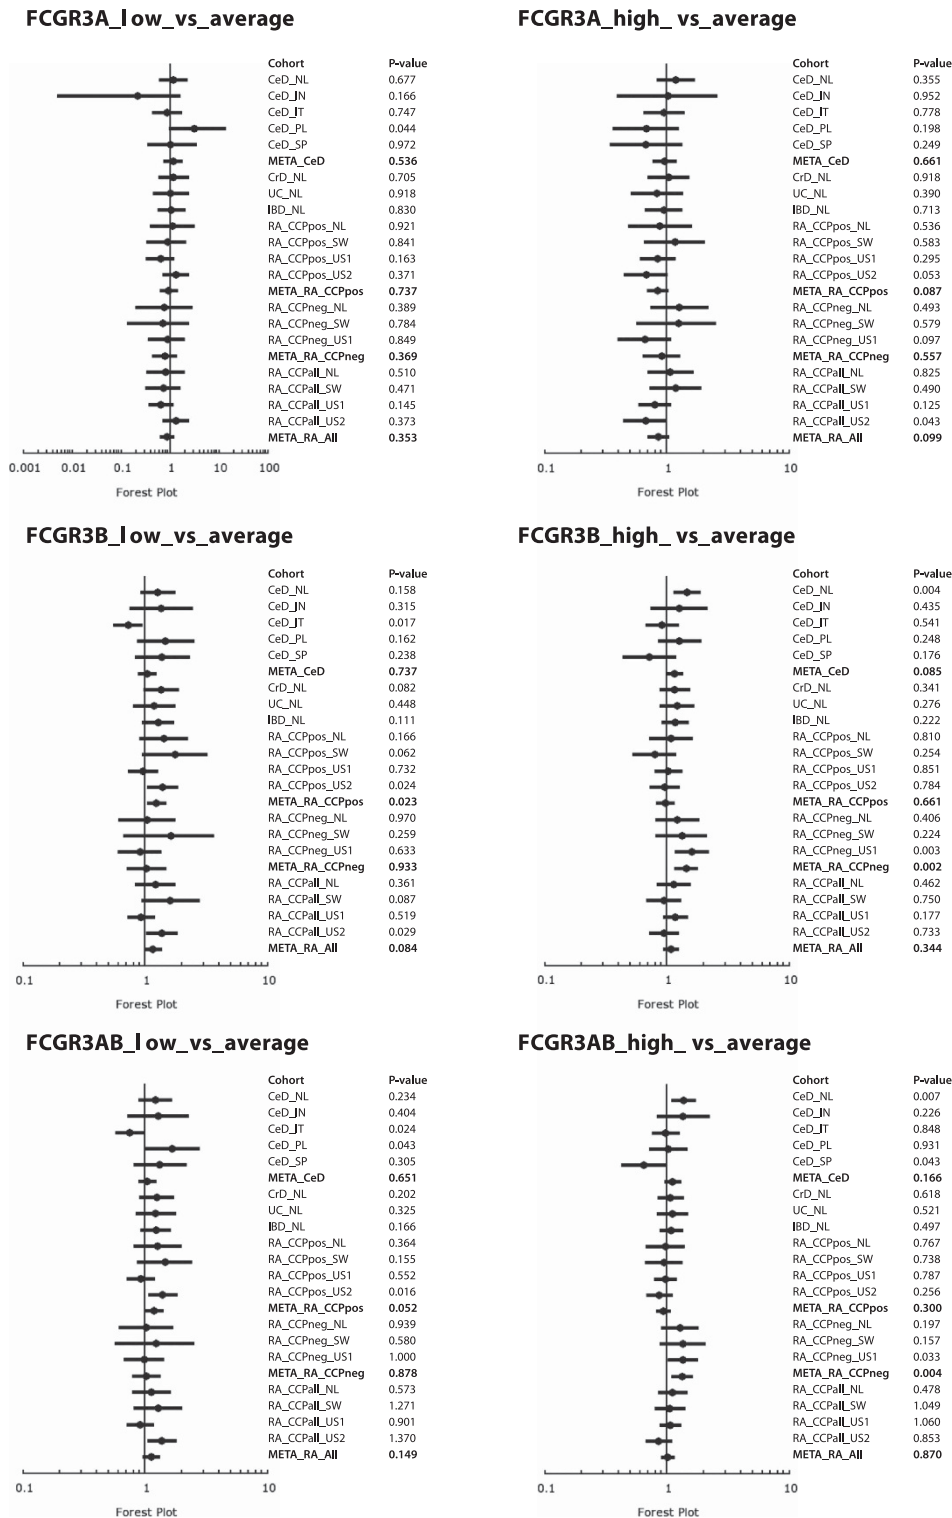 FCGR3A_low_vs_average
Cohort P-value
CeD_NL 0.677
CeD_IN 0.166
CeD_IT 0.747
CeD_PL 0.044
CeD_SP 0.972
META_CeD 0.536
CrD_NL 0.705
UC_NL 0.918
IBD_NL 0.830
RA_CCPpos_NL 0.921
RA_CCPpos_SW 0.841
RA_CCPpos_US1 0.163
RA_CCPpos_US2 0.371
META_RA_CCPpos 0.737
RA_CCPneg_NL 0.389
RA_CCPneg_SW 0.784
RA_CCPneg_US1 0.849
META_RA_CCPneg 0.369
RA_CCPall_NL 0.510
RA_CCPall_SW 0.471
RA_CCPall_US1 0.145
RA_CCPall_US2 0.373
META_RA_All 0.353
0.001 0.01 0.1 1 10 100
Forest Plot
FCGR3A_high_ vs_average
Cohort P-value
CeD_NL 0.355
CeD_IN 0.952
CeD_IT 0.778
CeD_PL 0.198
CeD_SP 0.249
META_CeD 0.661
CrD_NL 0.918
UC_NL 0.390
IBD_NL 0.713
RA_CCPpos_NL 0.536
RA_CCPpos_SW 0.583
RA_CCPpos_US1 0.295
RA_CCPpos_US2 0.053
META_RA_CCPpos 0.087
RA_CCPneg_NL 0.493
RA_CCPneg_SW 0.579
RA_CCPneg_US1 0.097
META_RA_CCPneg 0.557
RA_CCPall_NL 0.825
RA_CCPall_SW 0.490
RA_CCPall_US1 0.125
RA_CCPall_US2 0.043
META_RA_All 0.099
0.1 1 10
Forest Plot
FCGR3B_low_vs_average
Cohort P-value
CeD_NL 0.158
CeD_IN 0.315
CeD_IT 0.017
CeD_PL 0.162
CeD_SP 0.238
META_CeD 0.737
CrD_NL 0.082
UC_NL 0.448
IBD_NL 0.111
RA_CCPpos_NL 0.166
RA_CCPpos_SW 0.062
RA_CCPpos_US1 0.732
RA_CCPpos_US2 0.024
META_RA_CCPpos 0.023
RA_CCPneg_NL 0.970
RA_CCPneg_SW 0.259
RA_CCPneg_US1 0.633
META_RA_CCPneg 0.933
RA_CCPall_NL 0.361
RA_CCPall_SW 0.087
RA_CCPall_US1 0.519
RA_CCPall_US2 0.029
META_RA_All 0.084
0.1 1 10
Forest Plot
FCGR3B_high_ vs_average
Cohort P-value
CeD_NL 0.004
CeD_IN 0.435
CeD_IT 0.541
CeD_PL 0.248
CeD_SP 0.176
META_CeD 0.085
CrD_NL 0.341
UC_NL 0.276
IBD_NL 0.222
RA_CCPpos_NL 0.810
RA_CCPpos_SW 0.254
RA_CCPpos_US1 0.851
RA_CCPpos_US2 0.784
META_RA_CCPpos 0.661
RA_CCPneg_NL 0.406
RA_CCPneg_SW 0.224
RA_CCPneg_US1 0.003
META_RA_CCPneg 0.002
RA_CCPall_NL 0.462
RA_CCPall_SW 0.750
RA_CCPall_US1 0.177
RA_CCPall_US2 0.733
META_RA_All 0.344
0.1 1 10
Forest Plot
FCGR3AB_low_vs_average
Cohort P-value
CeD_NL 0.234
CeD_IN 0.404
CeD_IT 0.024
CeD_PL 0.043
CeD_SP 0.305
META_CeD 0.651
CrD_NL 0.202
UC_NL 0.325
IBD_NL 0.166
RA_CCPpos_NL 0.364
RA_CCPpos_SW 0.155
RA_CCPpos_US1 0.552
RA_CCPpos_US2 0.016
META_RA_CCPpos 0.052
RA_CCPneg_NL 0.939
RA_CCPneg_SW 0.580
RA_CCPneg_US1 1.000
META_RA_CCPneg 0.878
RA_CCPall_NL 0.573
RA_CCPall_SW 1.271
RA_CCPall_US1 0.901
RA_CCPall_US2 1.370
META_RA_All 0.149
0.1 1 10
Forest Plot
FCGR3AB_high_ vs_average
Cohort P-value
CeD_NL 0.007
CeD_IN 0.226
CeD_IT 0.848
CeD_PL 0.931
CeD_SP 0.043
META_CeD 0.166
CrD_NL 0.618
UC_NL 0.521
IBD_NL 0.497
RA_CCPpos_NL 0.767
RA_CCPpos_SW 0.738
RA_CCPpos_US1 0.787
RA_CCPpos_US2 0.256
META_RA_CCPpos 0.300
RA_CCPneg_NL 0.197
RA_CCPneg_SW 0.157
RA_CCPneg_US1 0.033
META_RA_CCPneg 0.004
RA_CCPall_NL 0.478
RA_CCPall_SW 1.049
RA_CCPall_US1 1.060
RA_CCPall_US2 0.853
META_RA_All 0.870
0.1 1 10
Forest Plot